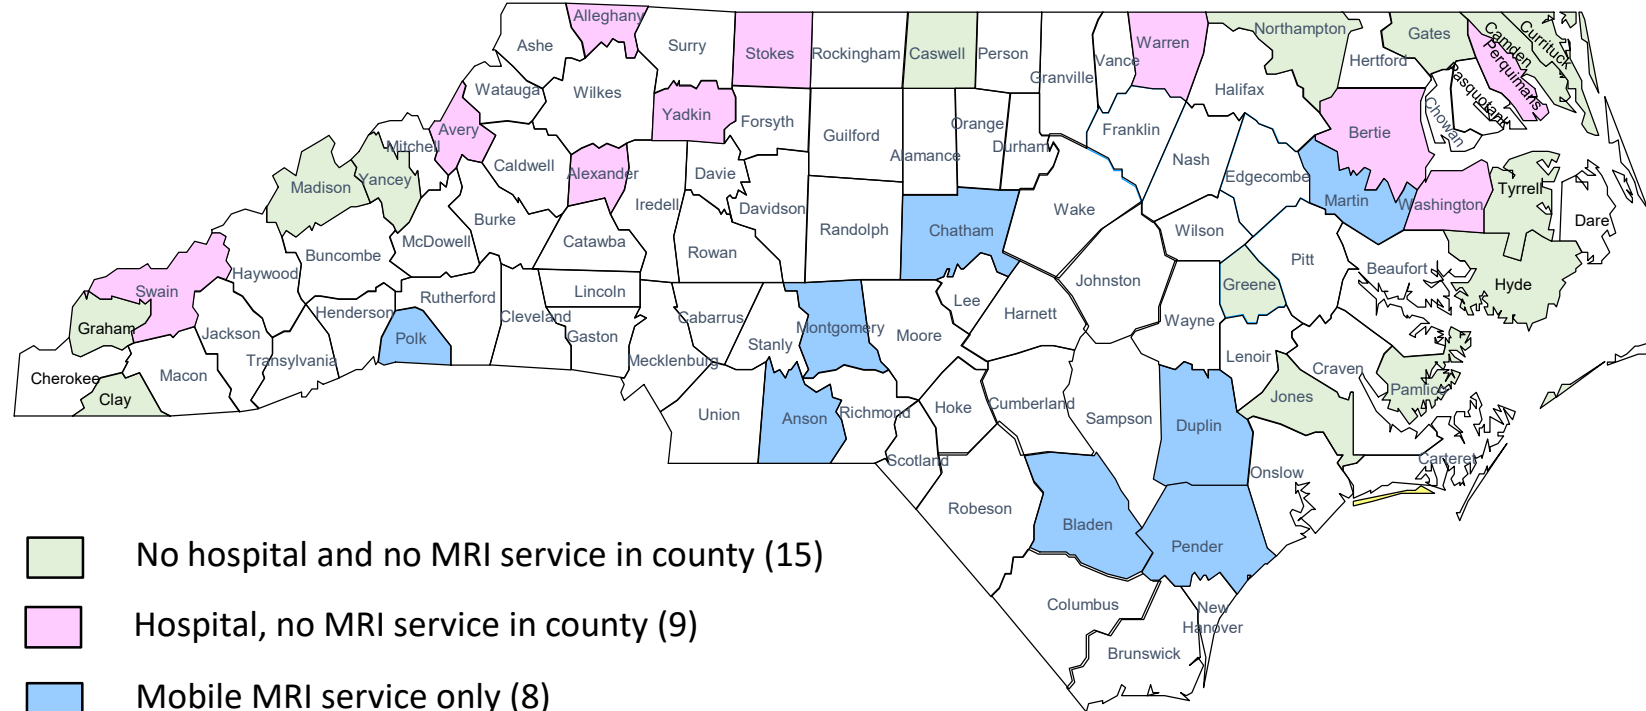 Alleghany
Ashe
Surry
Stokes
Rockingham
Caswell
Person
Granville
Vance
Warren
Northampton
Gates
Camden
Currituck
Perquimans
Pasquotank
Chowan
Hertford
Halifax
Watauga
Wilkes
Yadkin
Forsyth
Guilford
Alamance
Orange
Durham
Franklin
Nash
Edgecombe
Bertie
Martin
Washington
Tyrrell
Dare
Avery
Mitchell
Yancey
Madison
Caldwell
Alexander
Iredell
Davie
Davidson
Randolph
Chatham
Wake
Wilson
Pitt
Beaufort
Hyde
Burke
McDowell
Buncombe
Haywood
Swain
Graham
Catawba
Rowan
Lincoln
Rutherford
Cleveland
Gaston
Henderson
Polk
Transylvania
Jackson
Macon
Cherokee
Clay
Mecklenburg
Cabarrus
Stanly
Montgomery
Moore
Lee
Harnett
Johnston
Wayne
Greene
Lenoir
Craven
Pamlico
Jones
Carteret
Onslow
Duplin
Sampson
Cumberland
Hoke
Richmond
Anson
Union
Scotland
Robeson
Bladen
Pender
Columbus
New
Hanover
Brunswick
No hospital and no MRI service in county (15)
Hospital, no MRI service in county (9)
Mobile MRI service only (8)